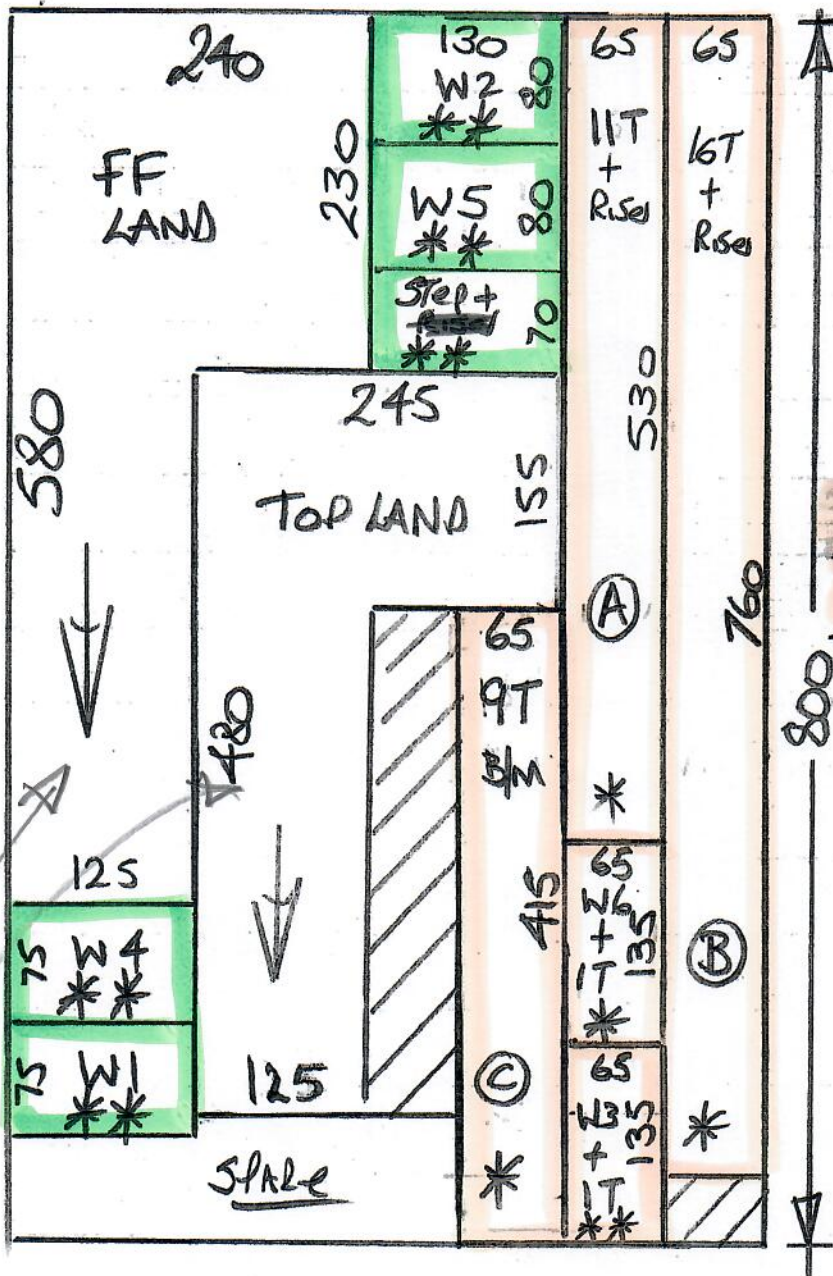 240
FF
LAND
580
230
130
W2
80
**
W5
80
**
Step +
70
**
65
11T
+
Riser
530
A
*
65
16T
+
Riser
760
B
*
800
245
TOP LAND
155
480
125
75
W4
**
75
W1
**
125
SPARE
65
9T
B/M
415
C
*
65
W6
+
1T
135
*
65
W3
+
1T
135
**